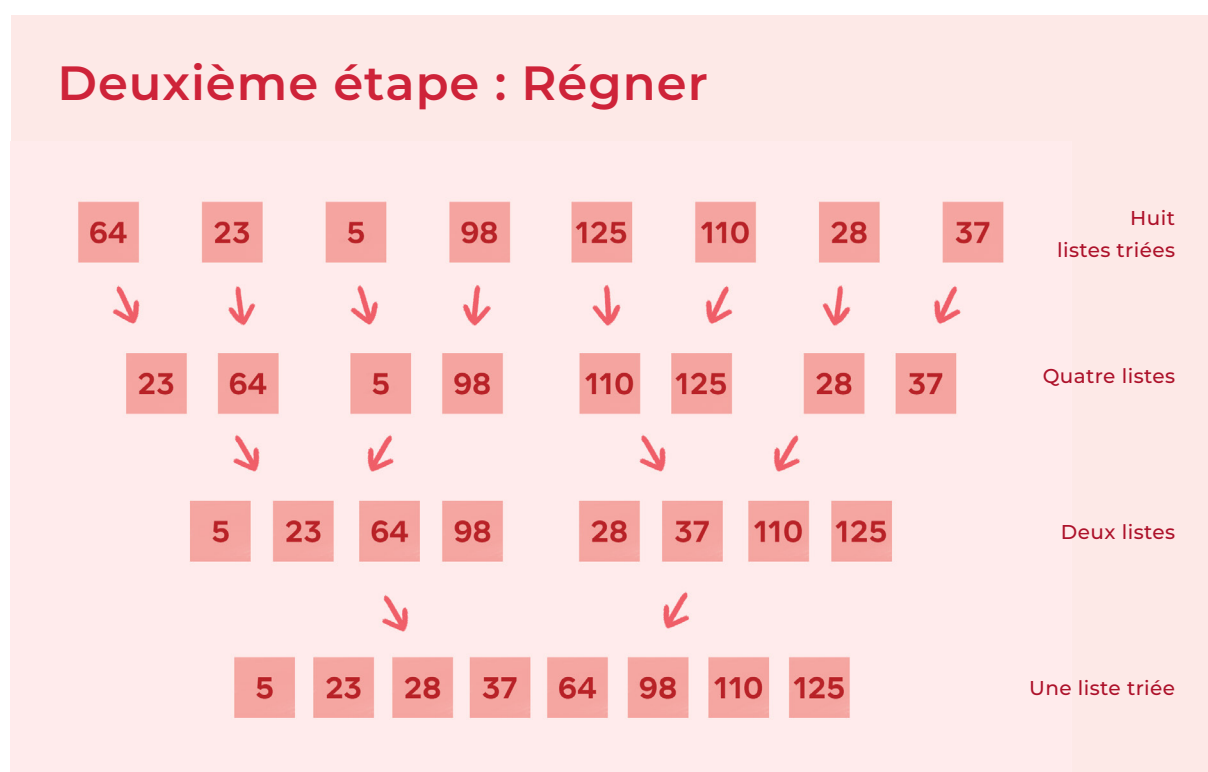 Deuxième étape : Régner
64 23 5 98 125 110 28 37
Huit
listes triées
23 64 5 98 110 125 28 37
Quatre listes
5 23 64 98 28 37 110 125
Deux listes
5 23 28 37 64 98 110 125
Une liste triée